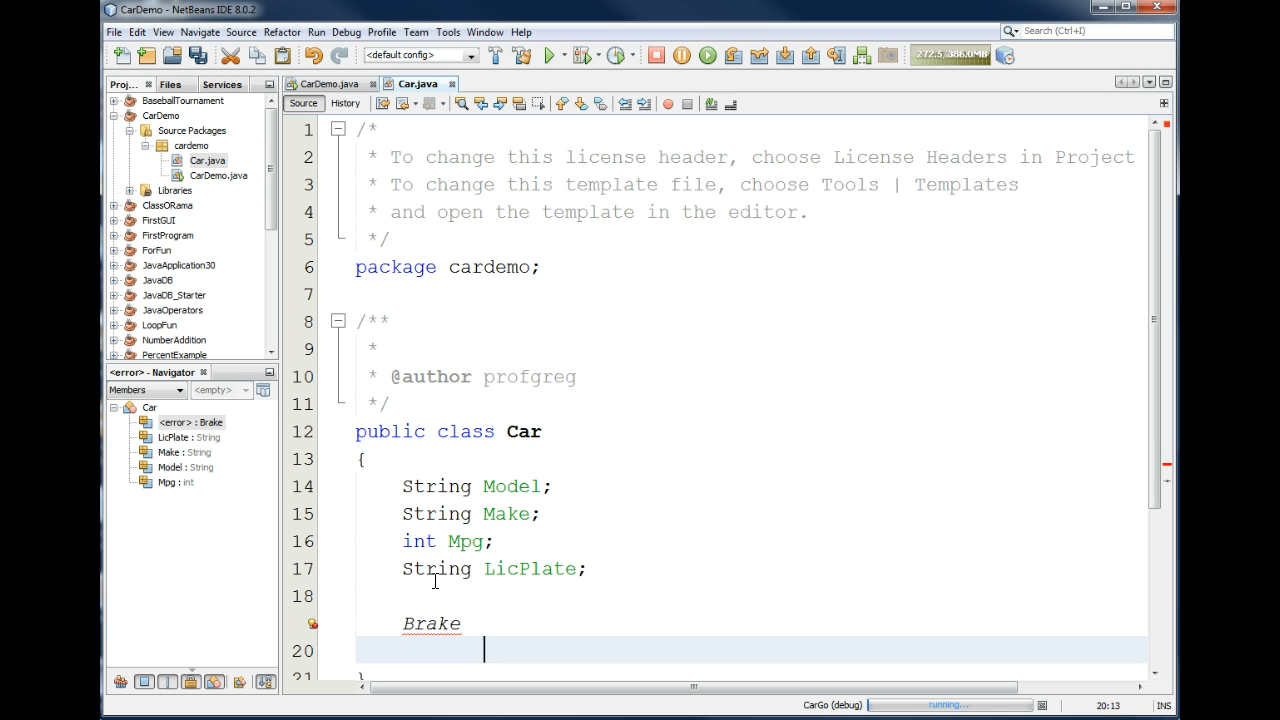 CarDemo - NetBeans IDE 8.0.2
File Edit View Navigate Source Refactor Run Debug Profile Team Tools Window Help
Search (Ctrl+I)
<default config>
272.5/386.0MB
Proj... Files Services
CarDemo.java Car.java
Source History
BaseballTournament
CarDemo
Source Packages
cardemo
Car.java
CarDemo.java
Libraries
ClassORama
FirstGUI
FirstProgram
ForFun
JavaApplication30
JavaDB
JavaDB_Starter
JavaOperators
LoopFun
NumberAddition
PercentExample
<error> - Navigator
Members <empty>
Car
<error> : Brake
LicPlate : String
Make : String
Model : String
Mpg : int
1 /*
2 * To change this license header, choose License Headers in Project
3 * To change this template file, choose Tools | Templates
4 * and open the template in the editor.
5 */
6 package cardemo;
7
8 /**
9 *
10 * @author profgreg
11 */
12 public class Car
13 {
14 String Model;
15 String Make;
16 int Mpg;
17 String LicPlate;
18
Brake
20
21 }
CarGo (debug) running... 20:13 INS